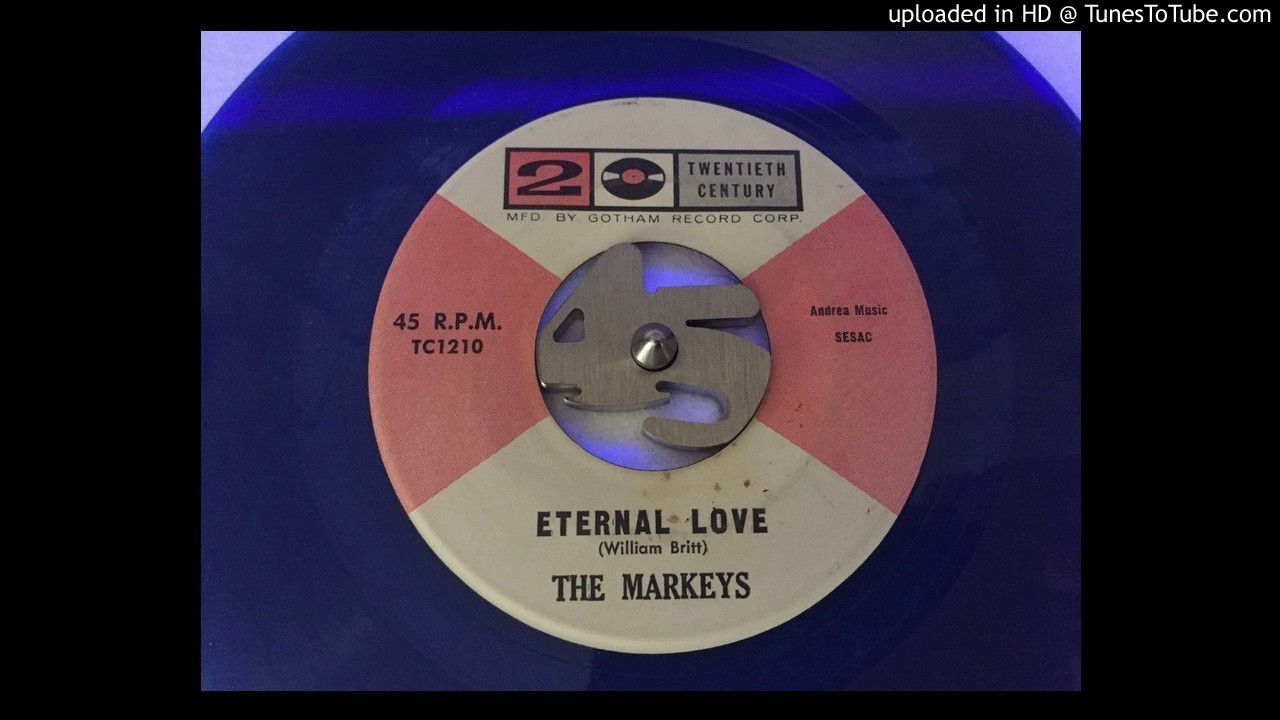 uploaded in HD @ TunesToTube.com
20 TWENTIETH
CENTURY
MFD. BY GOTHAM RECORD CORP.
45 R.P.M.
TC1210
Andrea Music
SESAC
45
ETERNAL LOVE
(William Britt)
THE MARKEYS